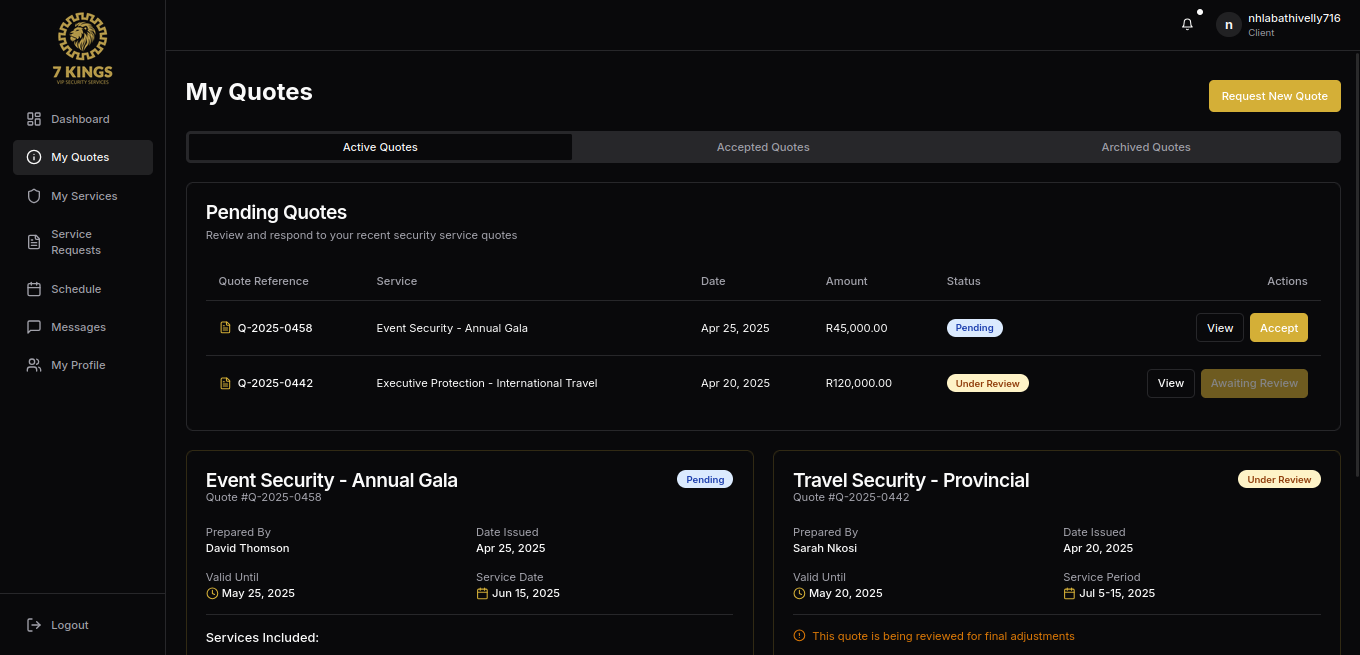 7 KINGS
VIP SECURITY SERVICES
n
nhlabathivelly716
Client
Dashboard
My Quotes
My Services
Service
Requests
Schedule
Messages
My Profile
Logout
My Quotes
Request New Quote
Active Quotes Accepted Quotes Archived Quotes
Pending Quotes
Review and respond to your recent security service quotes
Quote Reference Service Date Amount Status Actions
Q-2025-0458 Event Security - Annual Gala Apr 25, 2025 R45,000.00 Pending View Accept
Q-2025-0442 Executive Protection - International Travel Apr 20, 2025 R120,000.00 Under Review View Awaiting Review
Event Security - Annual Gala Pending
Quote #Q-2025-0458
Prepared By Date Issued
David Thomson Apr 25, 2025
Valid Until Service Date
May 25, 2025 Jun 15, 2025
Services Included:
Travel Security - Provincial Under Review
Quote #Q-2025-0442
Prepared By Date Issued
Sarah Nkosi Apr 20, 2025
Valid Until Service Period
May 20, 2025 Jul 5-15, 2025
This quote is being reviewed for final adjustments